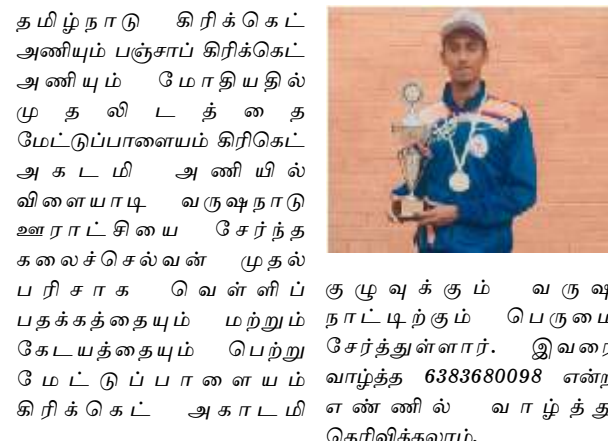 தமிழ்நாடு கிரிக்கெட்
அணியும் பஞ்சாப் கிரிக்கெட்
அணியும் மோதியதில்
முதலிடத்தை
மேட்டுப்பாளையம் கிரிகெட்
அகடமி அணியில்
விளையாடி வருஷநாடு
ஊராட்சியை சேர்ந்த
கலைச்செல்வன் முதல்
பரிசாக வெள்ளிப்
பதக்கத்தையும் மற்றும்
கேடயத்தையும் பெற்று
மேட்டுப்பாளையம்
கிரிக்கெட் அகாடமி
குழுவுக்கும் வருஷ
நாட்டிற்கும் பெருமை
சேர்த்துள்ளார். இவரை
வாழ்த்த 6383680098 என்ற
எண்ணில் வாழ்த்து
தெரிவிக்கலாம்.